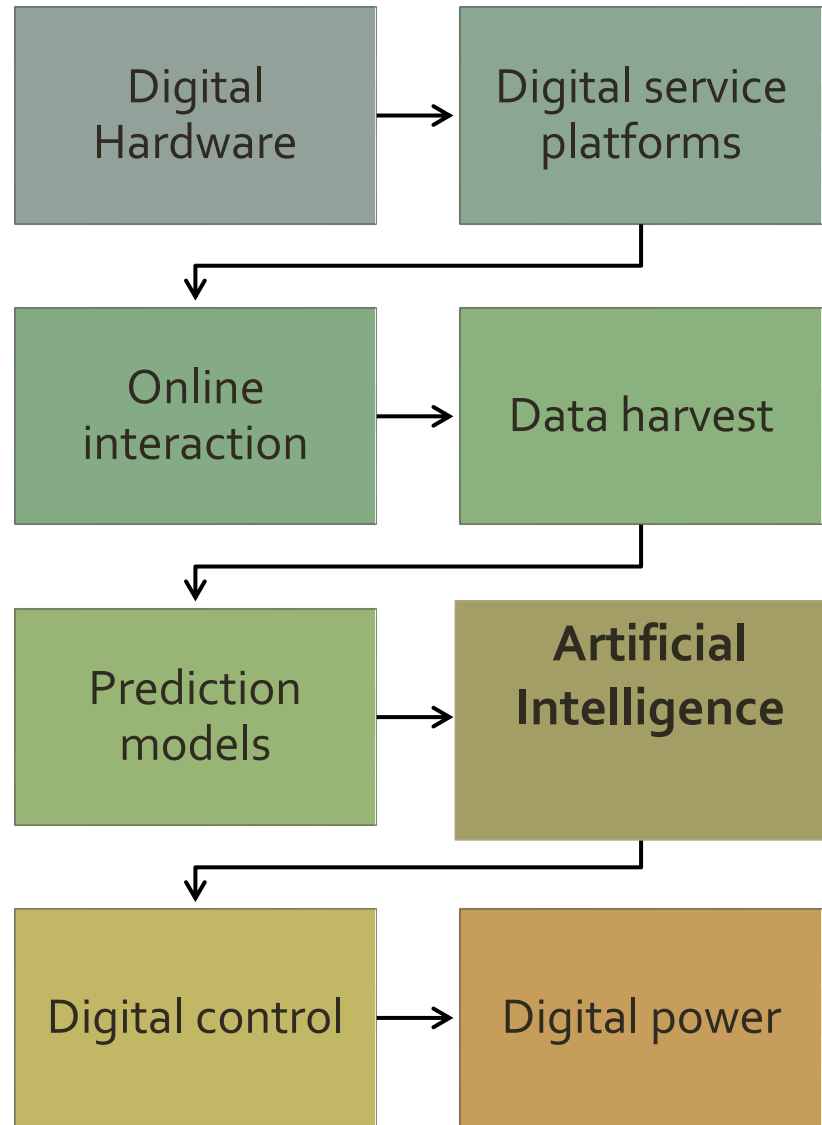 Digital
Hardware
Digital service
platforms
Online
interaction
Data harvest
Prediction
models
Artificial
Intelligence
Digital control
Digital power